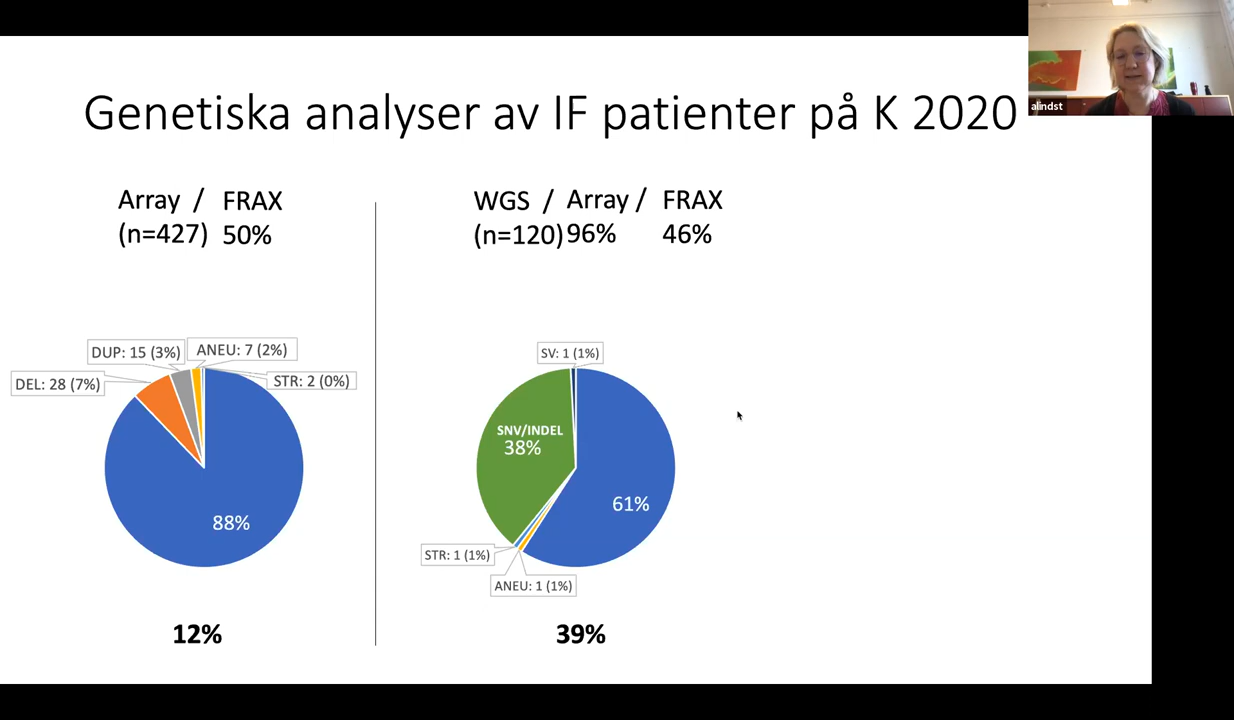 Genetiska analyser av IF patienter på K 2020
alindst
Array / FRAX
(n=427) 50%
WGS / Array / FRAX
(n=120) 96% 46%
DUP: 15 (3%)
ANEU: 7 (2%)
DEL: 28 (7%)
STR: 2 (0%)
88%
12%
SV: 1 (1%)
SNV/INDEL
38%
61%
STR: 1 (1%)
ANEU: 1 (1%)
39%